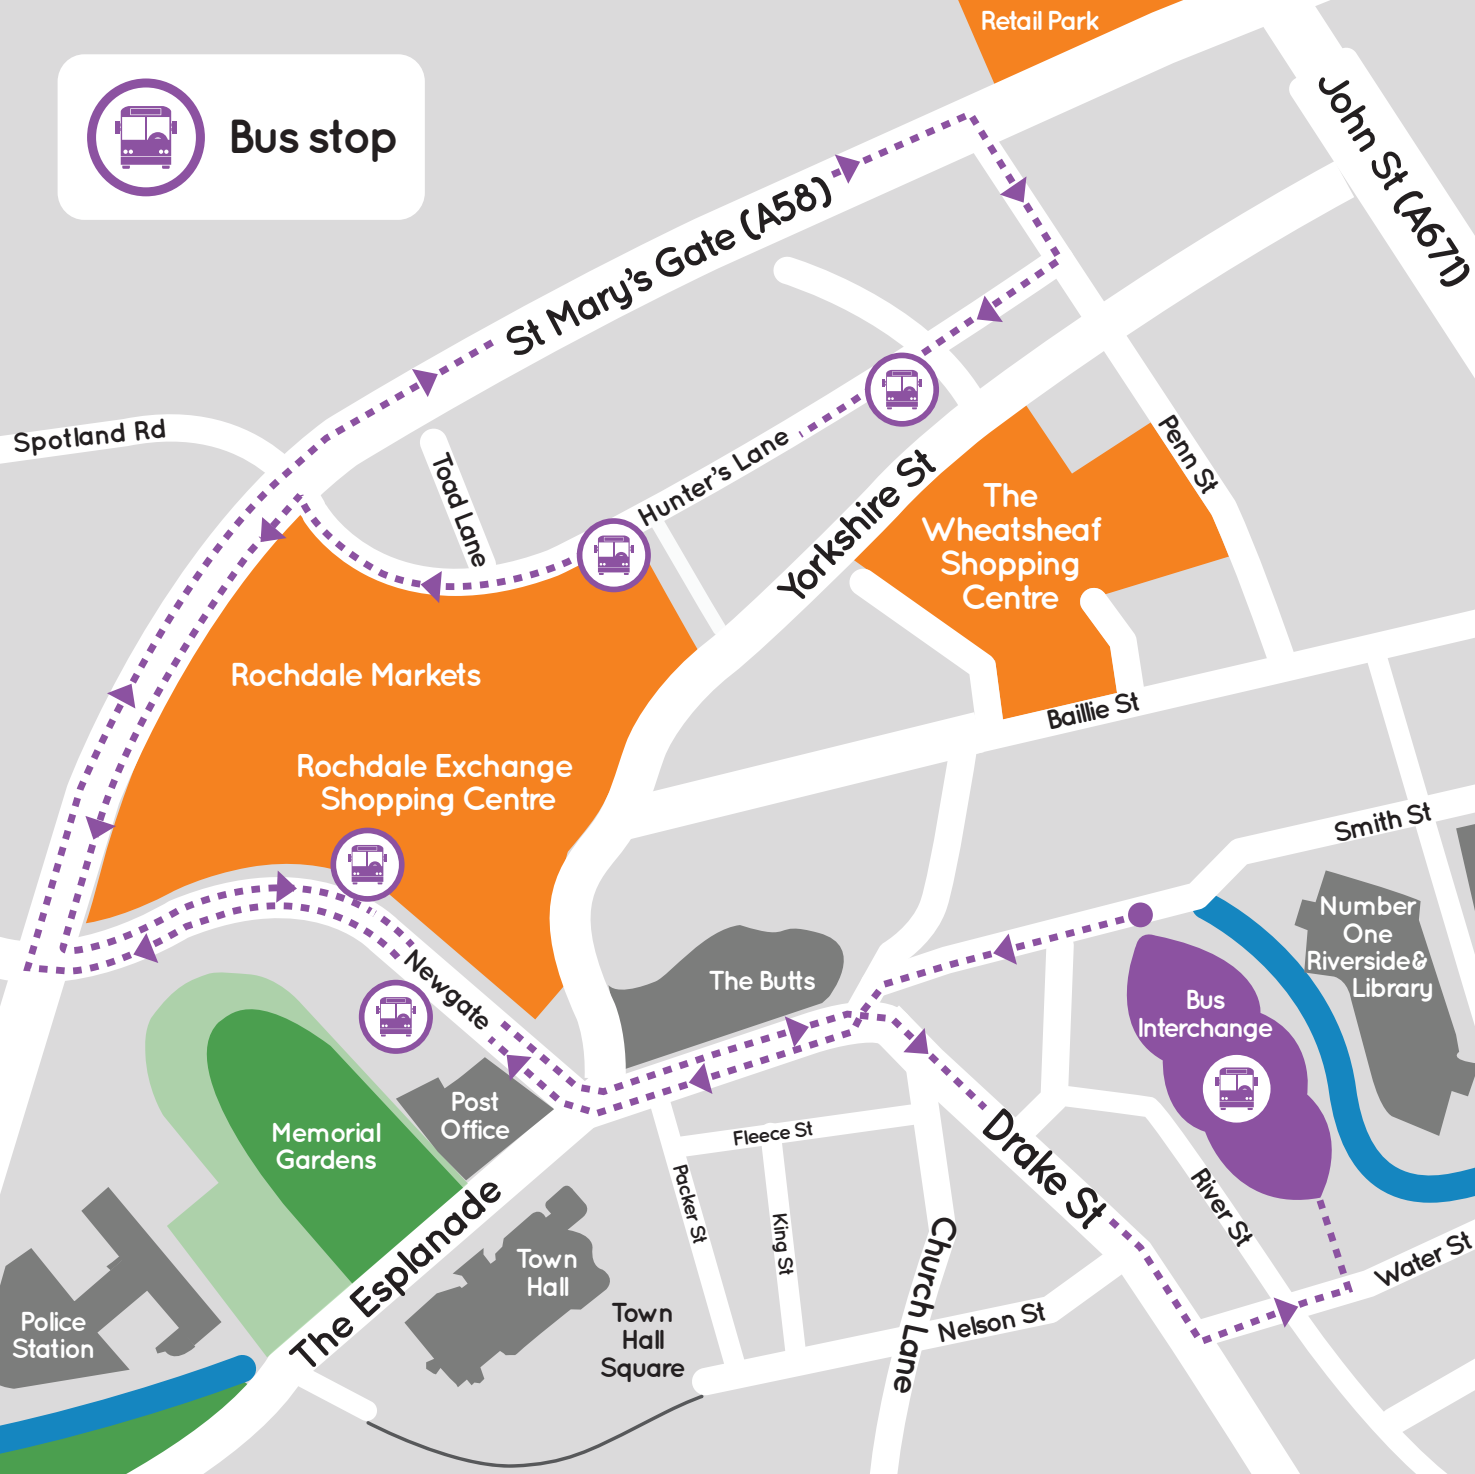 Retail Park
Bus stop
John St (A671)
St Mary's Gate (A58)
Spotland Rd
Toad Lane
Hunter's Lane
Yorkshire St
Penn St
The
Wheatsheaf
Shopping
Centre
Rochdale Markets
Rochdale Exchange
Shopping Centre
Baillie St
Smith St
Number
One
Riverside&
Library
The Butts
Newgate
Bus
Interchange
Post
Office
Memorial
Gardens
Fleece St
Drake St
Packer St
King St
River St
Church Lane
The Esplanade
Water St
Town
Hall
Nelson St
Police
Station
Town
Hall
Square